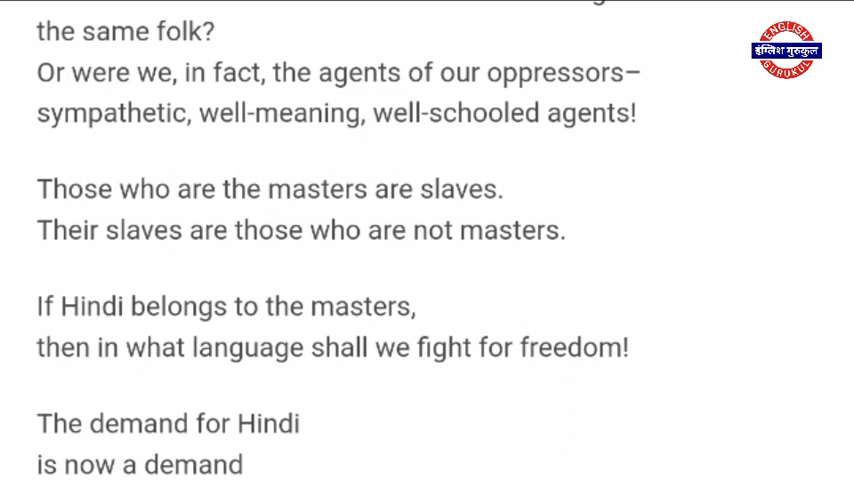 the same folk?
Or were we, in fact, the agents of our oppressors–
sympathetic, well-meaning, well-schooled agents!
Those who are the masters are slaves.
Their slaves are those who are not masters.
If Hindi belongs to the masters,
then in what language shall we fight for freedom!
The demand for Hindi
is now a demand
ENGLISH
इंग्लिश गुरुकुल
GURUKUL